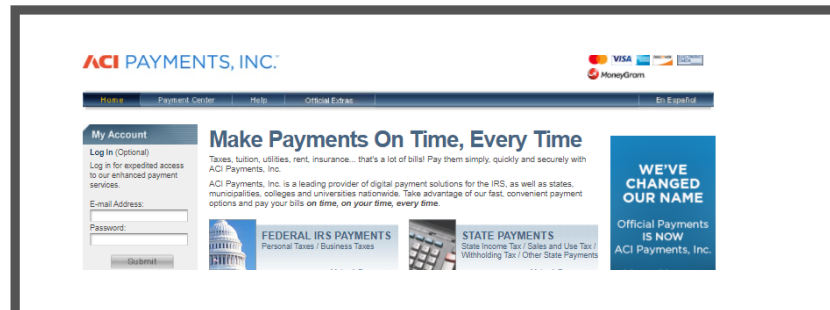 ACI PAYMENTS, INC.
VISA
MoneyGram
Home Payment Center Help Official Extras En Español
My Account
Log In (Optional)
Log in for expedited access
to our enhanced payment
services.
E-mail Address:
Password:
Submit
Make Payments On Time, Every Time
Taxes, tuition, utilities, rent, insurance... that's a lot of bills! Pay them simply, quickly and securely with
ACI Payments, Inc.
ACI Payments, Inc. is a leading provider of digital payment solutions for the IRS, as well as states,
municipalities, colleges and universities nationwide. Take advantage of our fast, convenient payment
options and pay your bills on time, on your time, every time.
FEDERAL IRS PAYMENTS
Personal Taxes / Business Taxes
STATE PAYMENTS
State Income Tax / Sales and Use Tax /
Withholding Tax / Other State Payments
WE'VE
CHANGED
OUR NAME
Official Payments
IS NOW
ACI Payments, Inc.